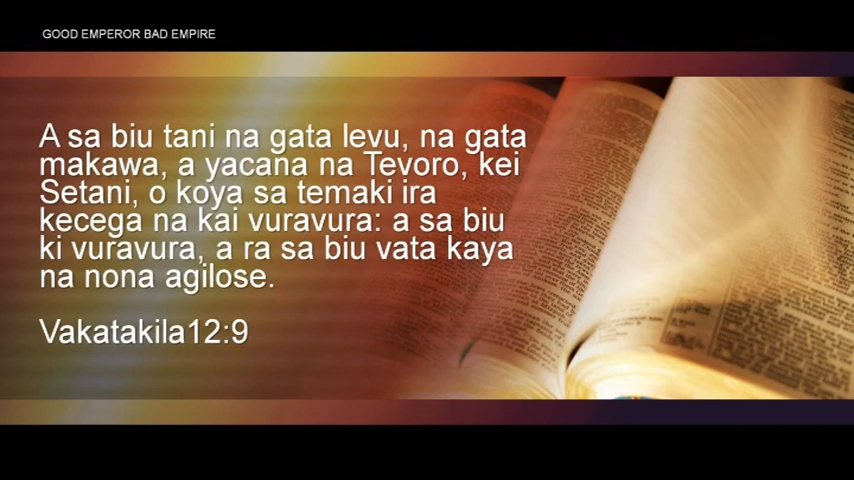 GOOD EMPEROR BAD EMPIRE
A sa biu tani na gata levu, na gata
makawa, a yacana na Tevoro, kei
Setani, o koya sa temaki ira
kecega na kai vuravura: a sa biu
ki vuravura, a ra sa biu vata kaya
na nona agilose.
Vakatakila12:9